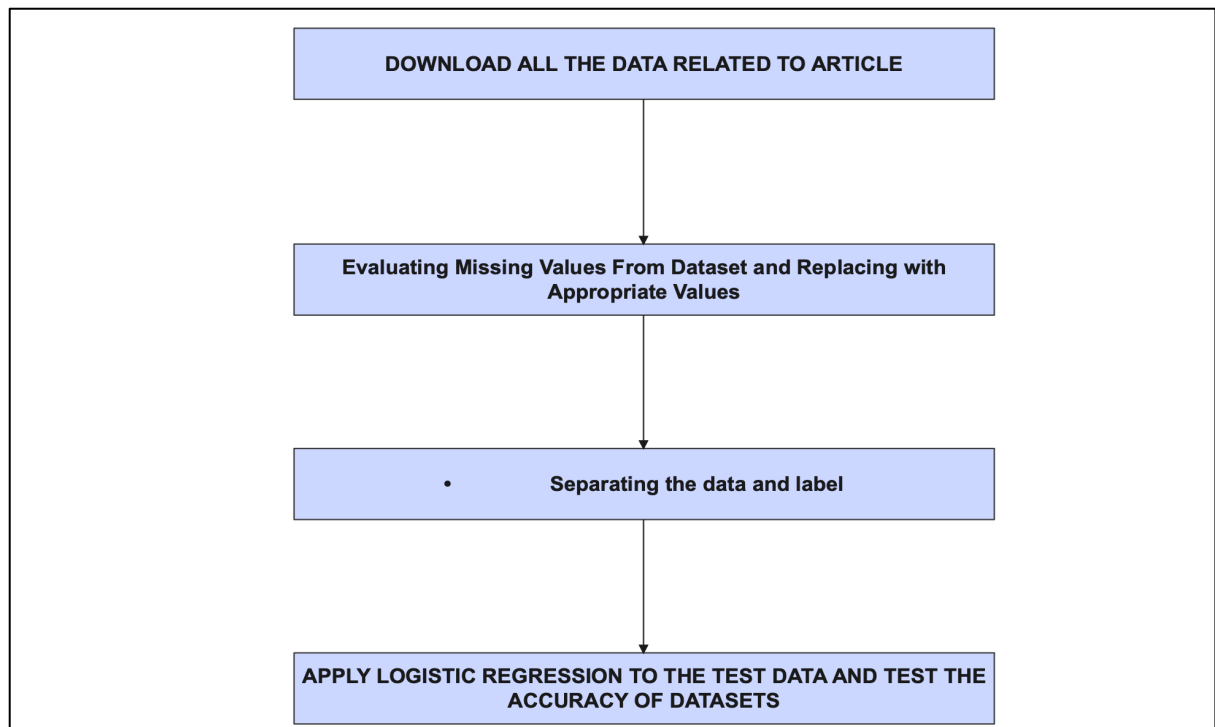 DOWNLOAD ALL THE DATA RELATED TO ARTICLE
Evaluating Missing Values From Dataset and Replacing with
Appropriate Values
• Separating the data and label
APPLY LOGISTIC REGRESSION TO THE TEST DATA AND TEST THE
ACCURACY OF DATASETS